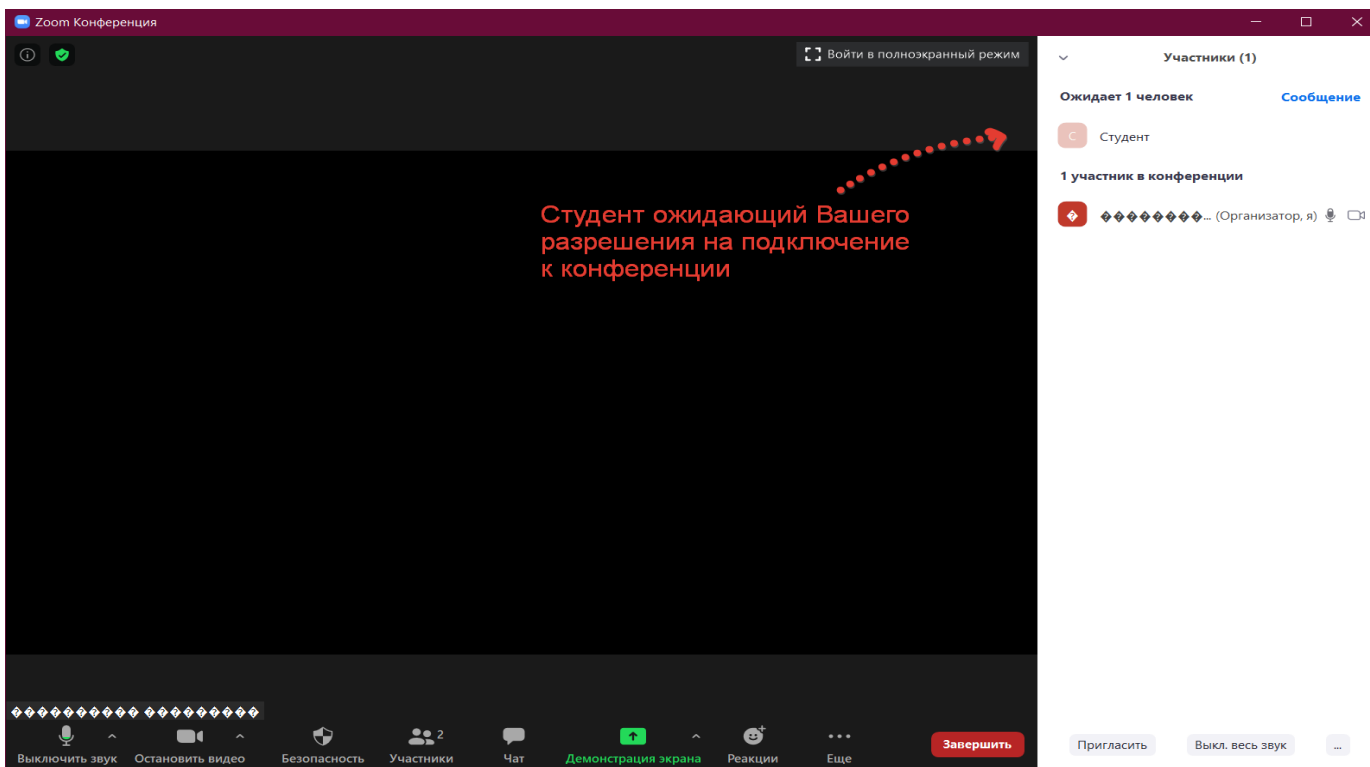 Zoom Конференция
Войти в полноэкранный режим
Участники (1)
Ожидает 1 человек Сообщение
С Студент
1 участник в конференции
� ��������... (Организатор, я)
Студент ожидающий Вашего
разрешения на подключение
к конференции
���������� ���������
2
Выключить звук Остановить видео Безопасность Участники Чат Демонстрация экрана Реакции Еще Завершить
Пригласить Выкл. весь звук ...